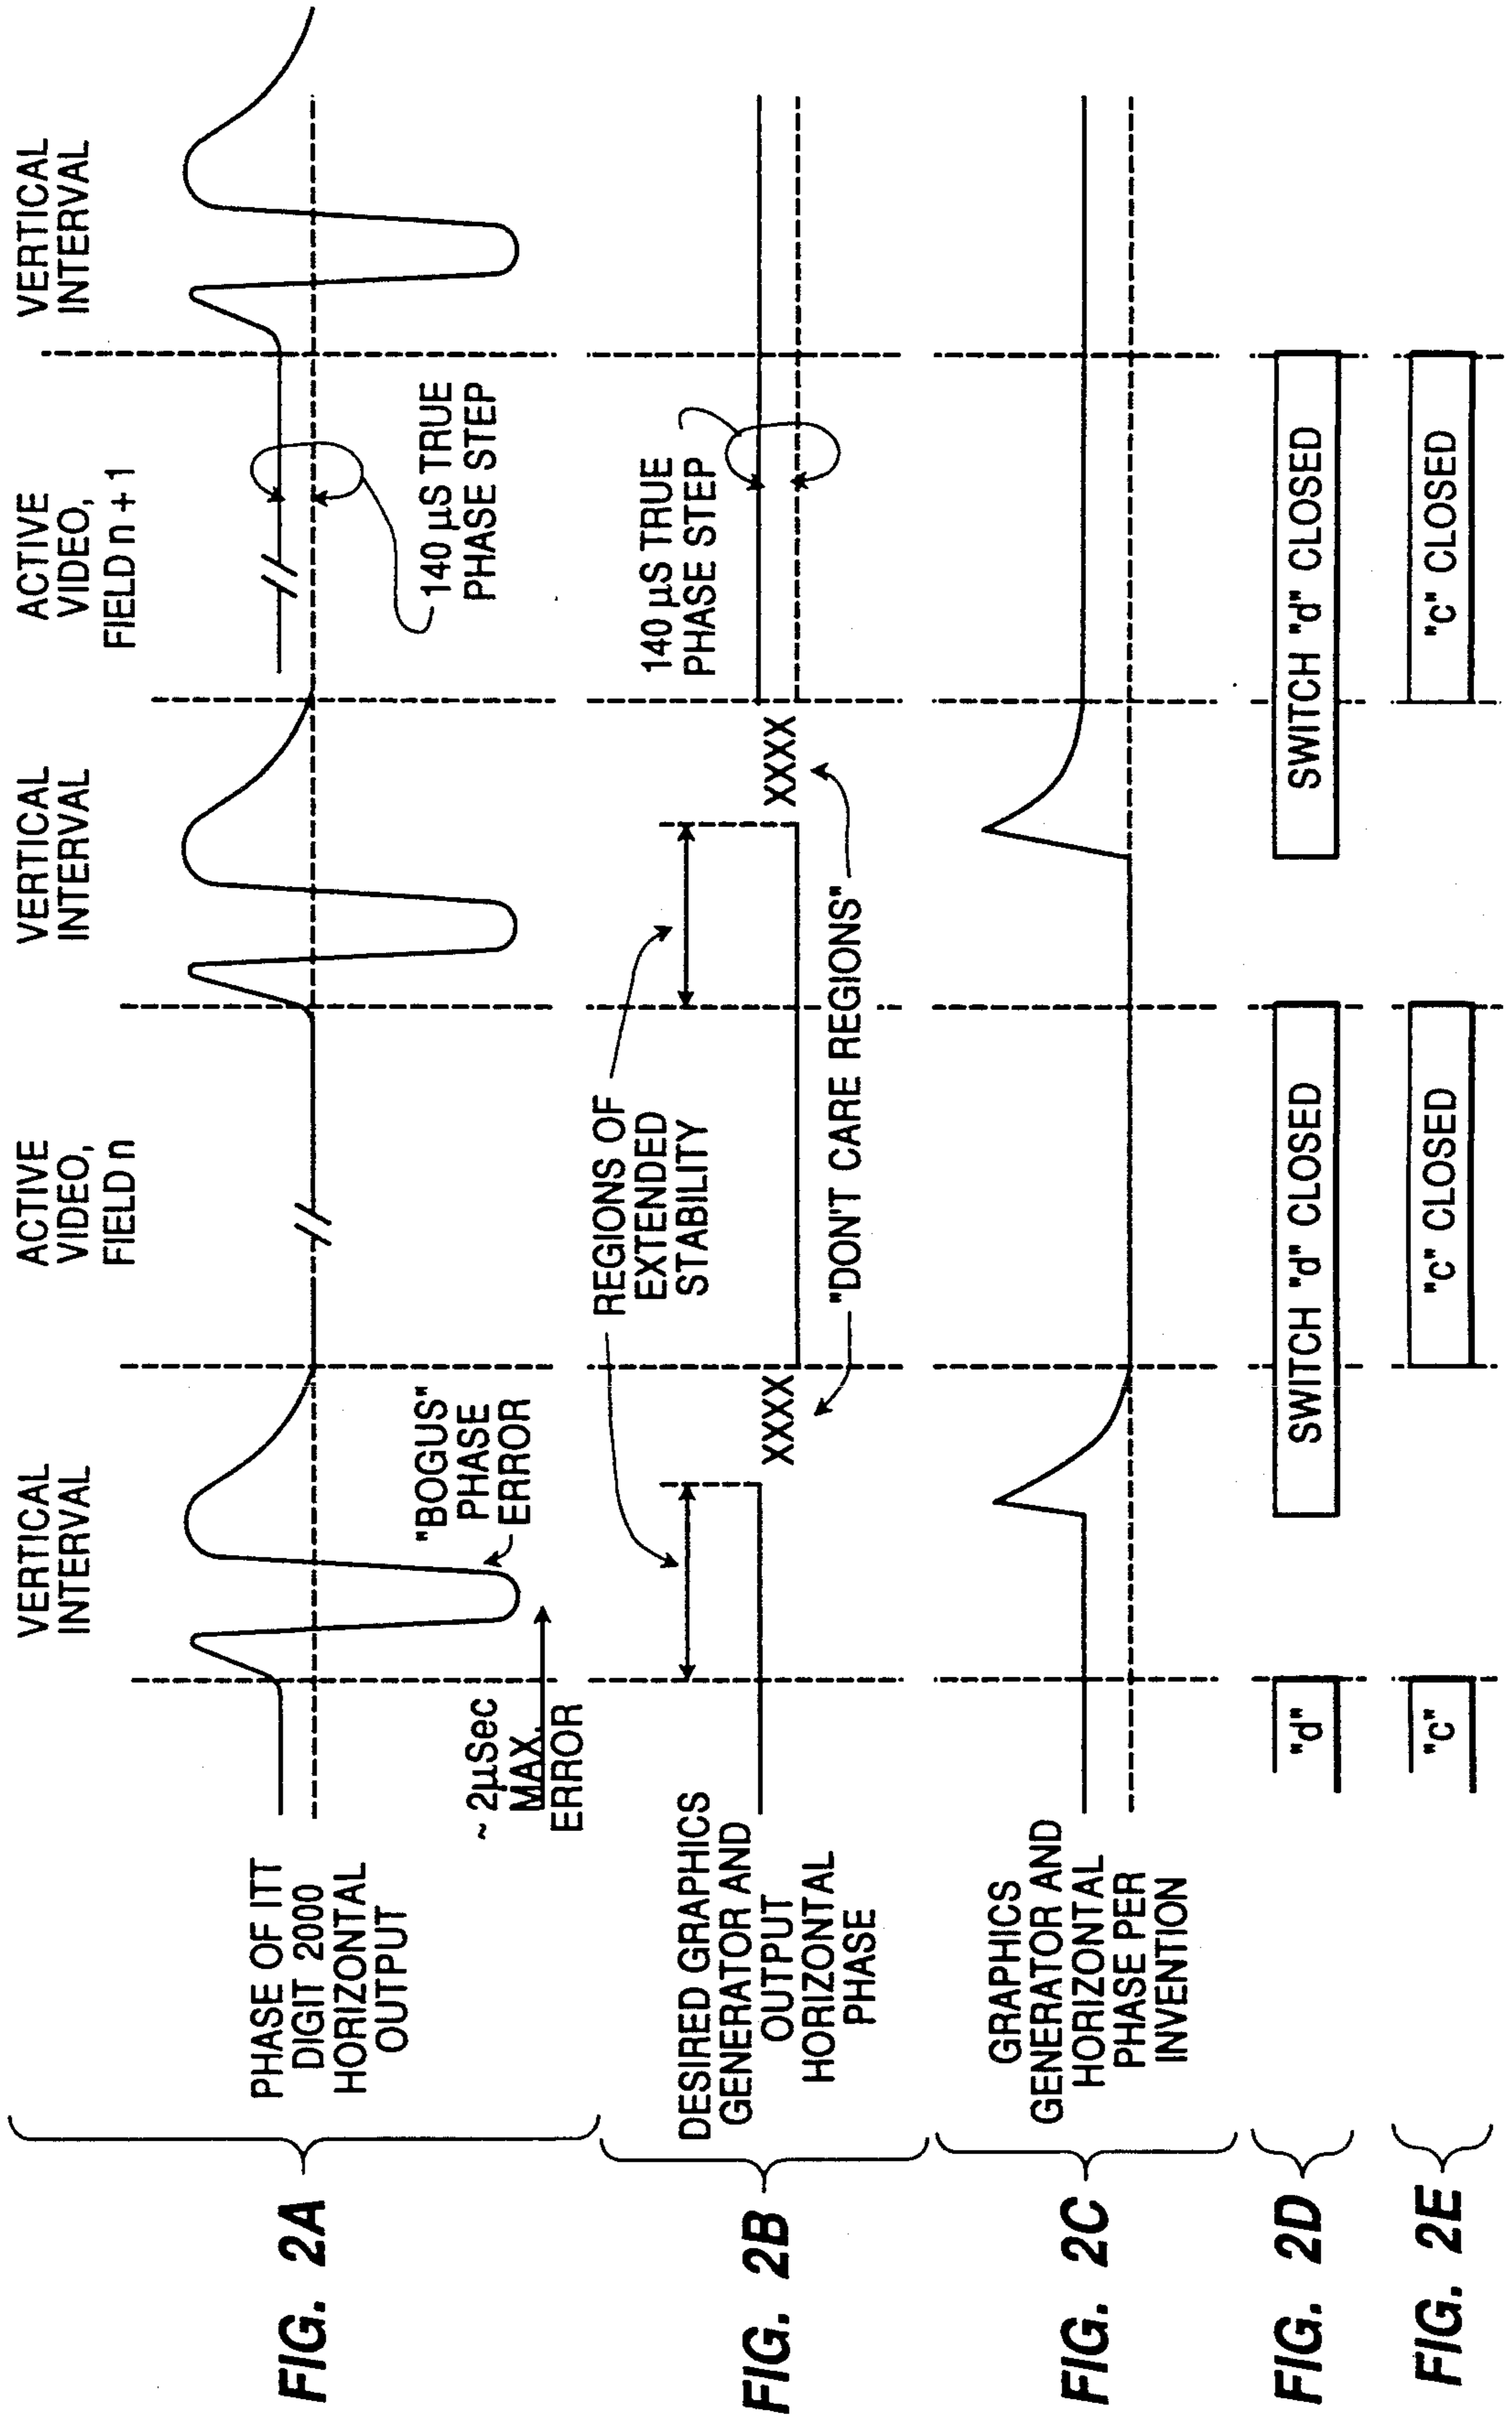 VERTICAL
INTERVAL
ACTIVE
VIDEO,
FIELD n
VERTICAL
INTERVAL
ACTIVE
VIDEO,
FIELD n + 1
VERTICAL
INTERVAL
FIG. 2A
PHASE OF ITT
DIGIT 2000
HORIZONTAL
OUTPUT
~ 2µSec
MAX.
ERROR
"BOGUS"
PHASE
ERROR
140 µS TRUE
PHASE STEP
FIG. 2B
DESIRED GRAPHICS
GENERATOR AND
OUTPUT
HORIZONTAL
PHASE
XXXX
REGIONS OF
EXTENDED
STABILITY
"DON'T CARE REGIONS"
XXXX
140 µS TRUE
PHASE STEP
FIG. 2C
GRAPHICS
GENERATOR AND
HORIZONTAL
PHASE PER
INVENTION
FIG. 2D
"d"
SWITCH "d" CLOSED
SWITCH "d" CLOSED
FIG. 2E
"C"
"C" CLOSED
"C" CLOSED